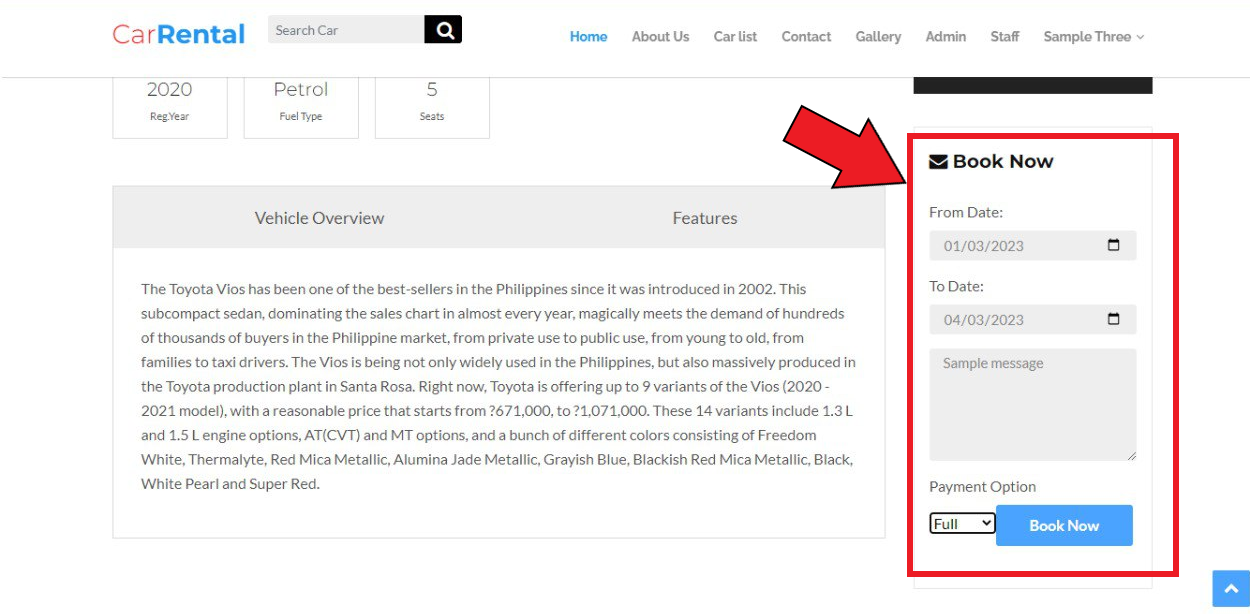 CarRental
Search Car
Home About Us Car list Contact Gallery Admin Staff Sample Three
2020 Petrol 5
Reg.Year Fuel Type Seats
Vehicle Overview Features
The Toyota Vios has been one of the best-sellers in the Philippines since it was introduced in 2002. This
subcompact sedan, dominating the sales chart in almost every year, magically meets the demand of hundreds
of thousands of buyers in the Philippine market, from private use to public use, from young to old, from
families to taxi drivers. The Vios is being not only widely used in the Philippines, but also massively produced in
the Toyota production plant in Santa Rosa. Right now, Toyota is offering up to 9 variants of the Vios (2020 -
2021 model), with a reasonable price that starts from ?671,000, to ?1,071,000. These 14 variants include 1.3 L
and 1.5 L engine options, AT(CVT) and MT options, and a bunch of different colors consisting of Freedom
White, Thermalyte, Red Mica Metallic, Alumina Jade Metallic, Grayish Blue, Blackish Red Mica Metallic, Black,
White Pearl and Super Red.
Book Now
From Date:
01/03/2023
To Date:
04/03/2023
Sample message
Payment Option
Full Book Now